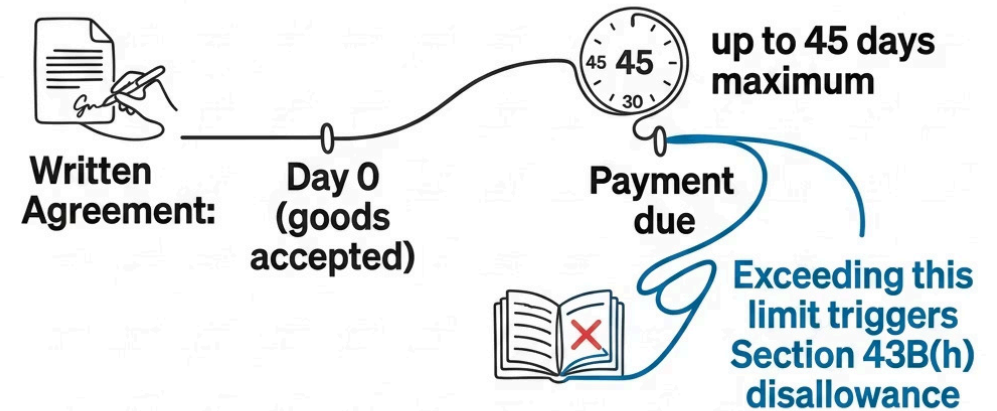 Written
Agreement:
Day 0
(goods
accepted)
45
45
30
up to 45 days
maximum
Payment
due
Exceeding this
limit triggers
Section 43B(h)
disallowance